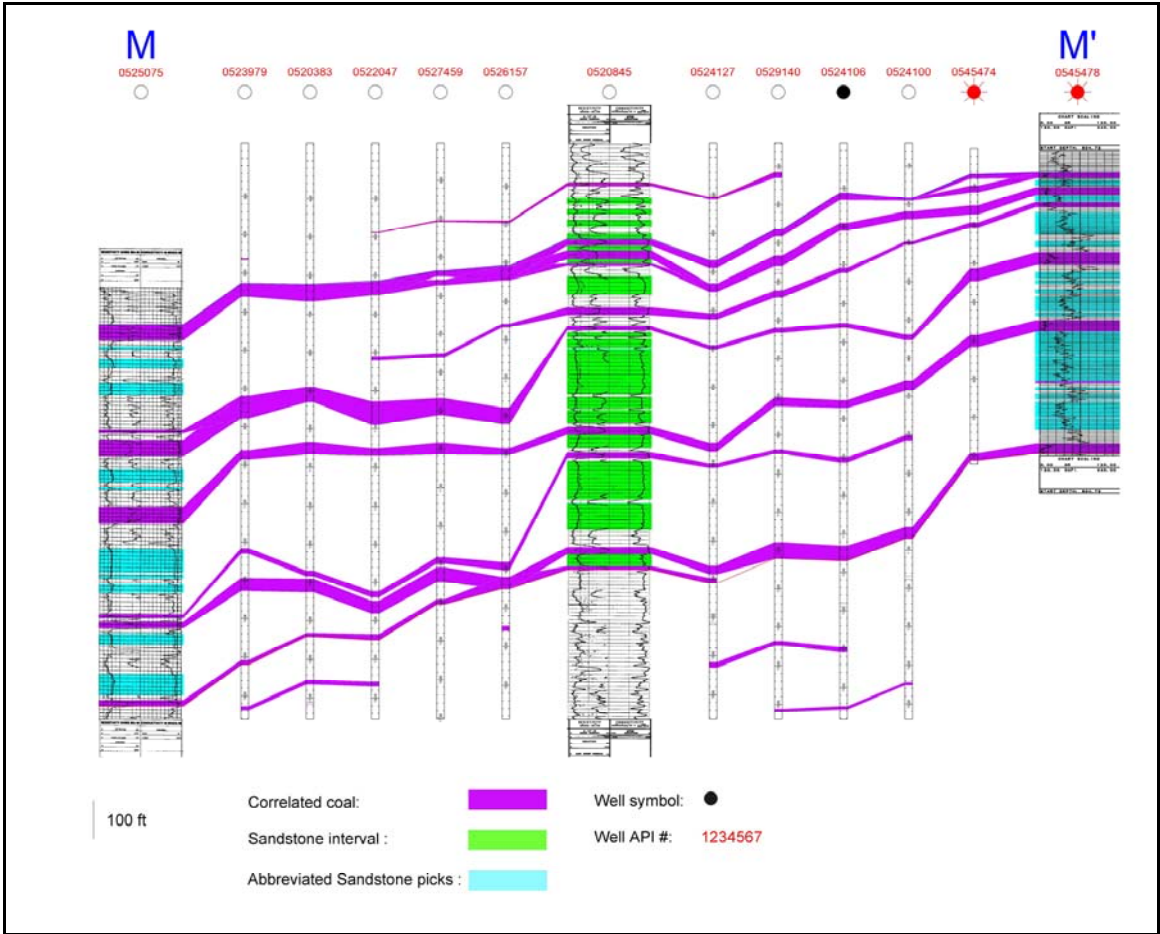 M M'
0525075 0523979 0520383 0522047 0527459 0526157 0520845 0524127 0529140 0524106 0524100 0545474 0545478
100 ft
Correlated coal: Well symbol:
Sandstone interval : Well API #: 1234567
Abbreviated Sandstone picks :